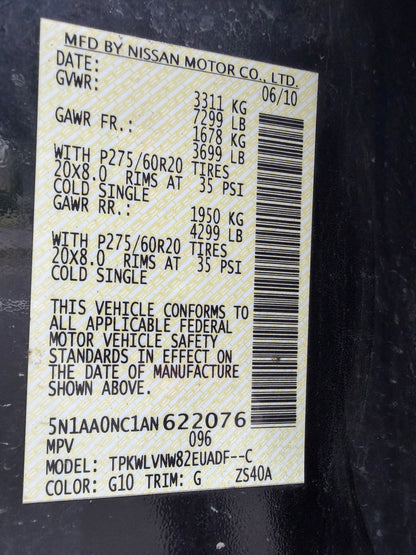 MFD BY NISSAN MOTOR CO., LTD.
DATE: 06/10
GVWR: 3311 KG
7299 LB
GAWR FR.: 1678 KG
3699 LB
WITH P275/60R20 TIRES
20X8.0 RIMS AT 35 PSI
COLD SINGLE
GAWR RR.: 1950 KG
4299 LB
WITH P275/60R20 TIRES
20X8.0 RIMS AT 35 PSI
COLD SINGLE
THIS VEHICLE CONFORMS TO
ALL APPLICABLE FEDERAL
MOTOR VEHICLE SAFETY
STANDARDS IN EFFECT ON
THE DATE OF MANUFACTURE
SHOWN ABOVE.
5N1AA0NC1AN622076
MPV 096
MODEL: TPKWLVNW82EUADF--C
COLOR: G10 TRIM: G ZS40A